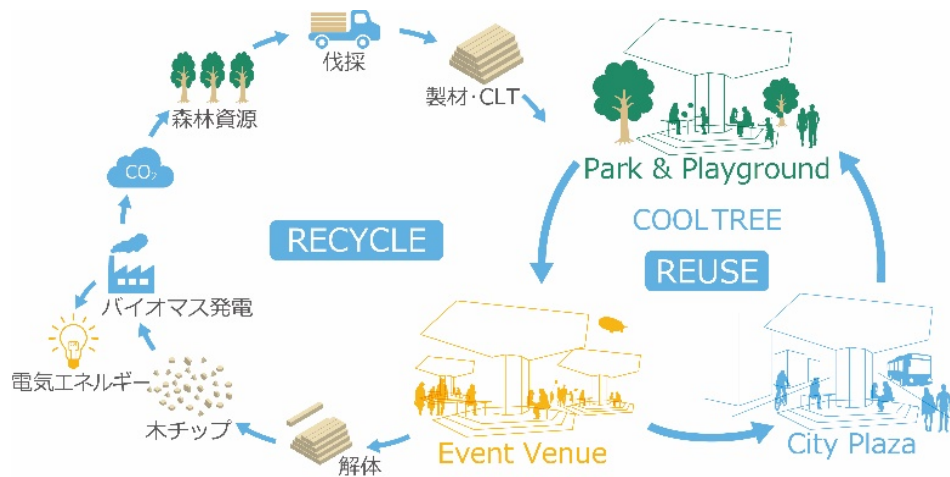 伐採
製材・CLT
森林資源
Park & Playground
CO₂
COOL TREE
RECYCLE
REUSE
バイオマス発電
電気エネルギー
木チップ
解体
Event Venue
City Plaza